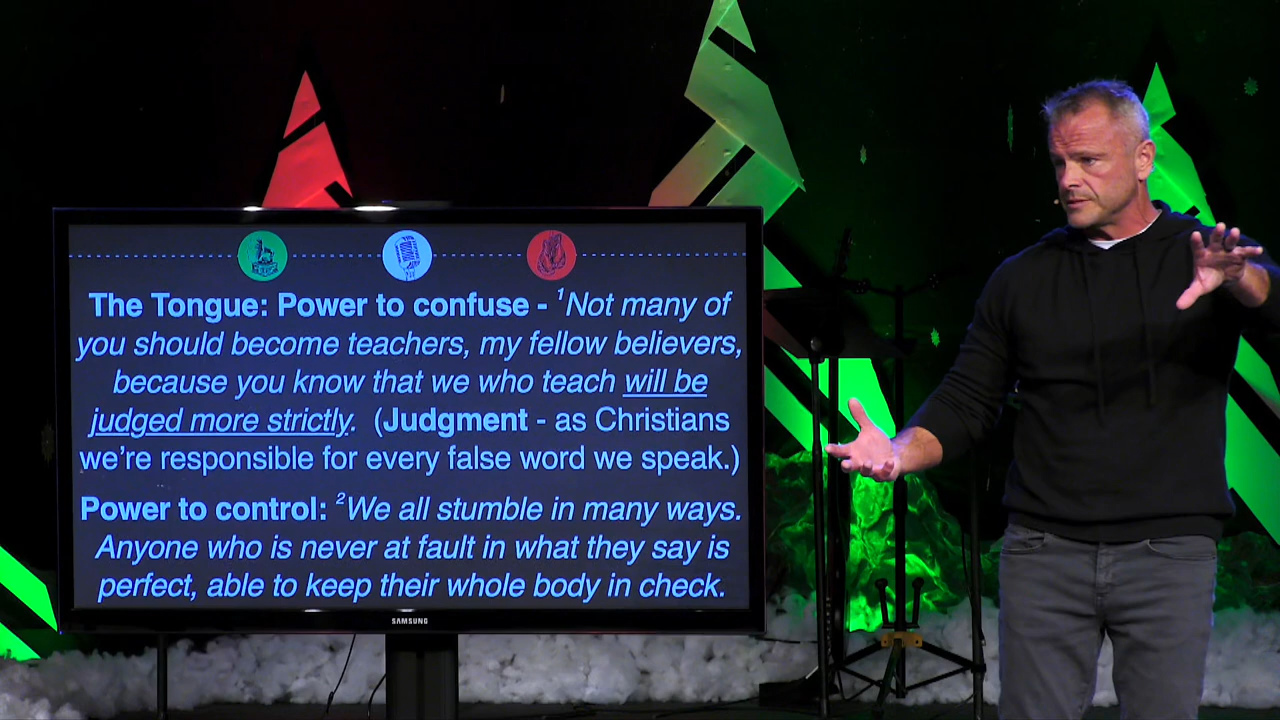 The Tongue: Power to confuse - ¹Not many of
you should become teachers, my fellow believers,
because you know that we who teach will be
judged more strictly. (Judgment - as Christians
we're responsible for every false word we speak.)
Power to control: ²We all stumble in many ways.
Anyone who is never at fault in what they say is
perfect, able to keep their whole body in check.
SAMSUNG